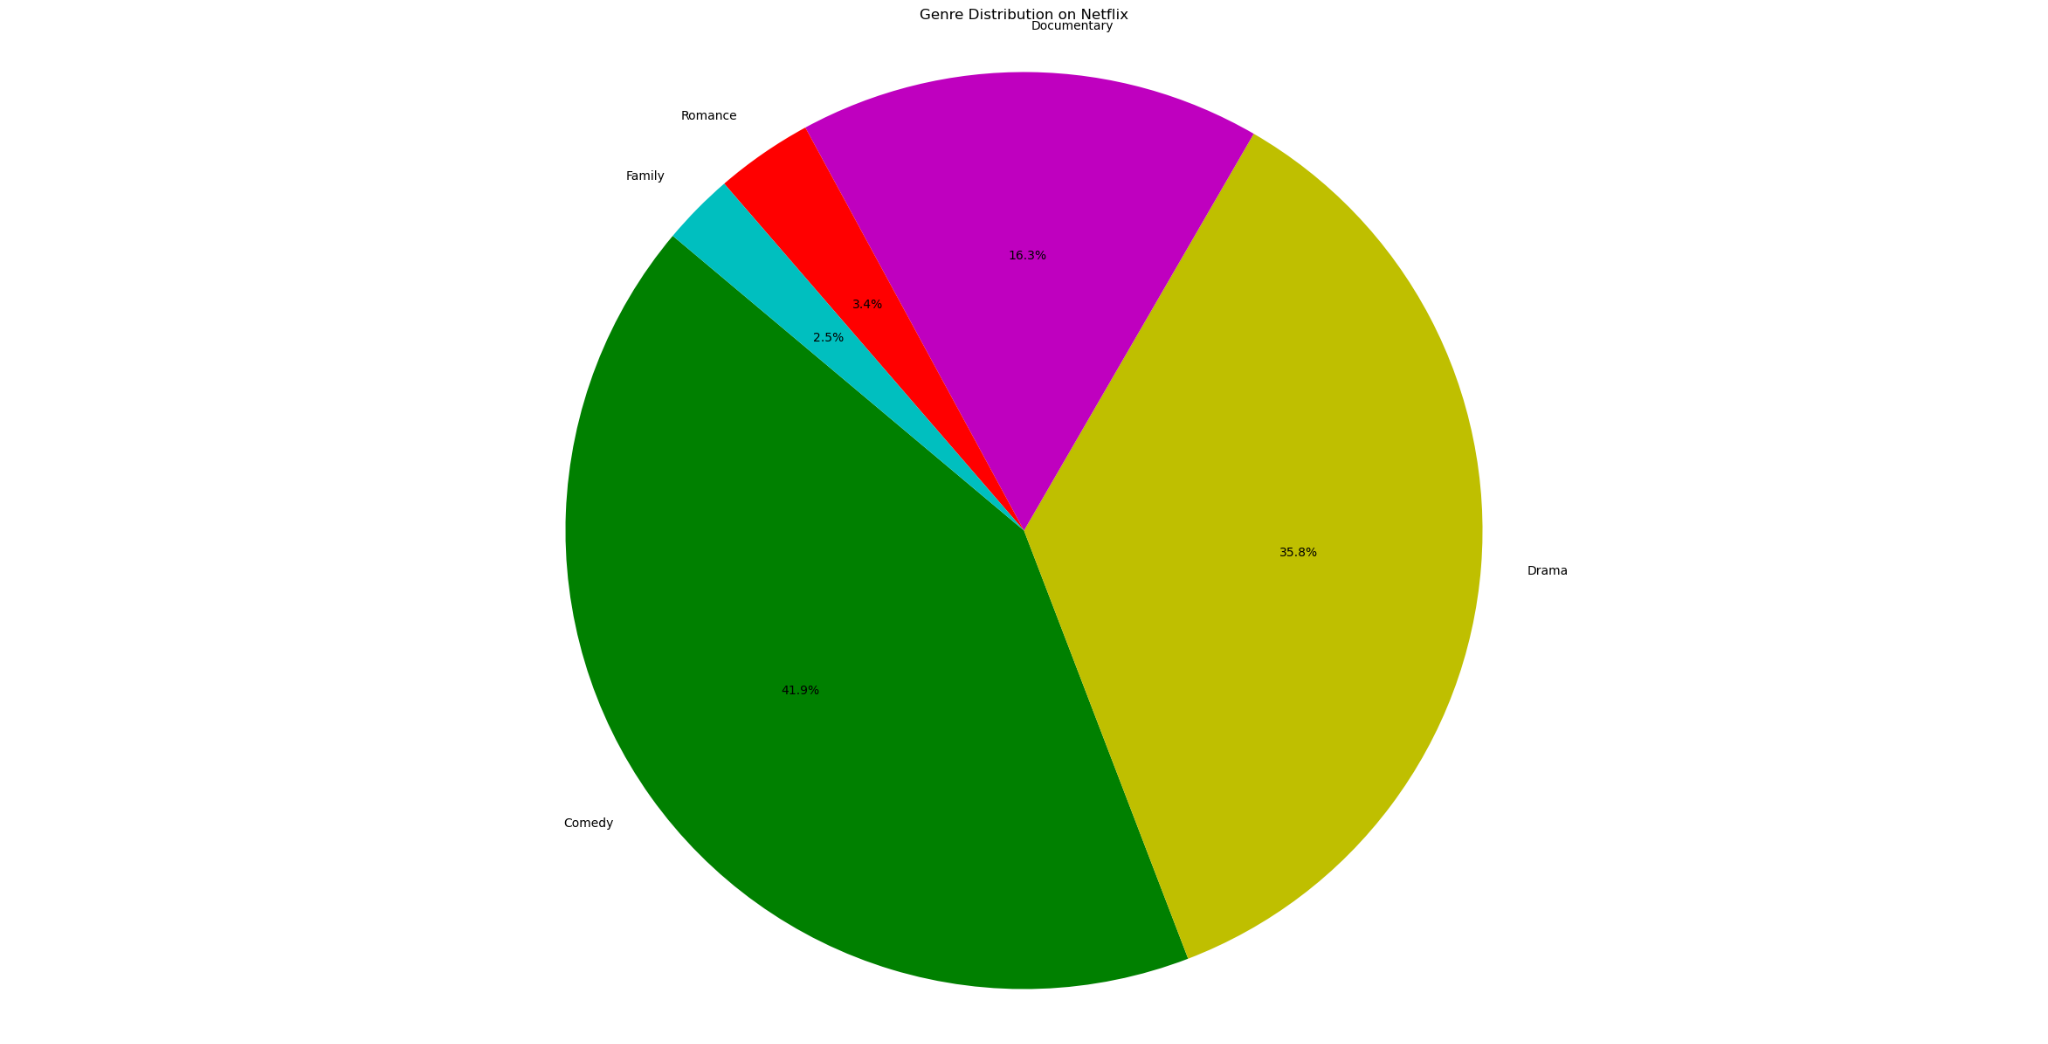 Genre Distribution on Netflix
Documentary
Romance
Family
16.3%
3.4%
2.5%
35.8%
Drama
41.9%
Comedy